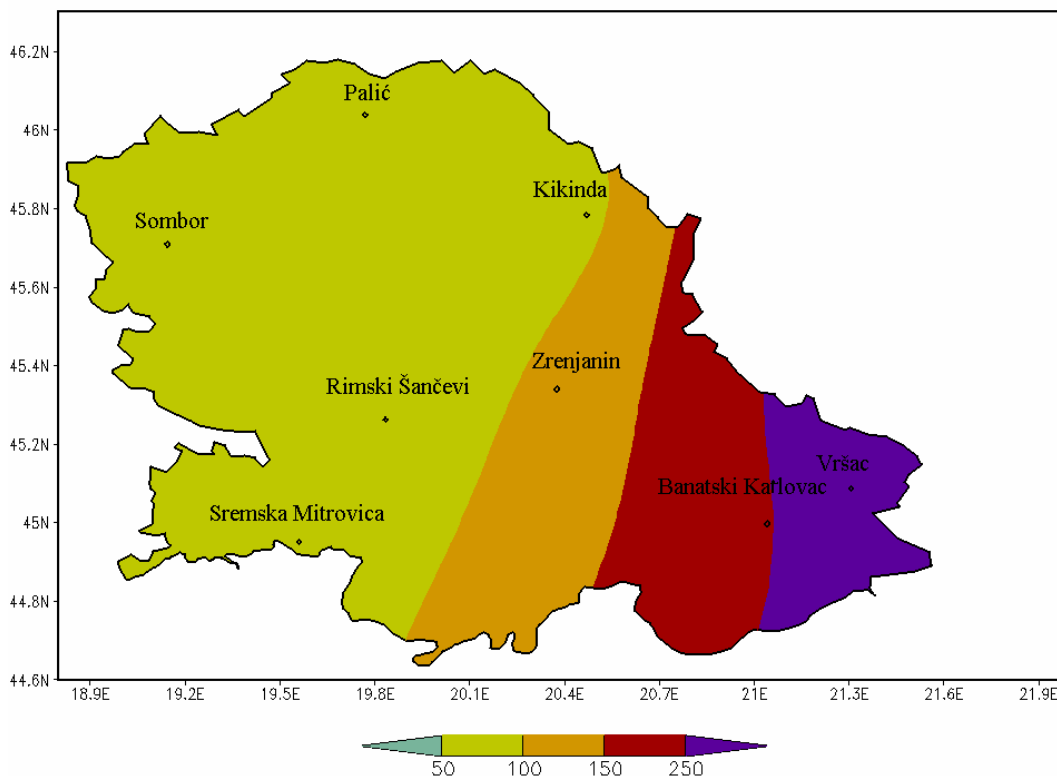 46.2N
Palić
46N
Kikinda
45.8N
Sombor
45.6N
45.4N
Zrenjanin
Rimski Šančevi
45.2N
Vršac
Banatski Katlovac
Sremska Mitrovica
45N
44.8N
44.6N
18.9E 19.2E 19.5E 19.8E 20.1E 20.4E 20.7E 21E 21.3E 21.6E 21.9E
50 100 150 250